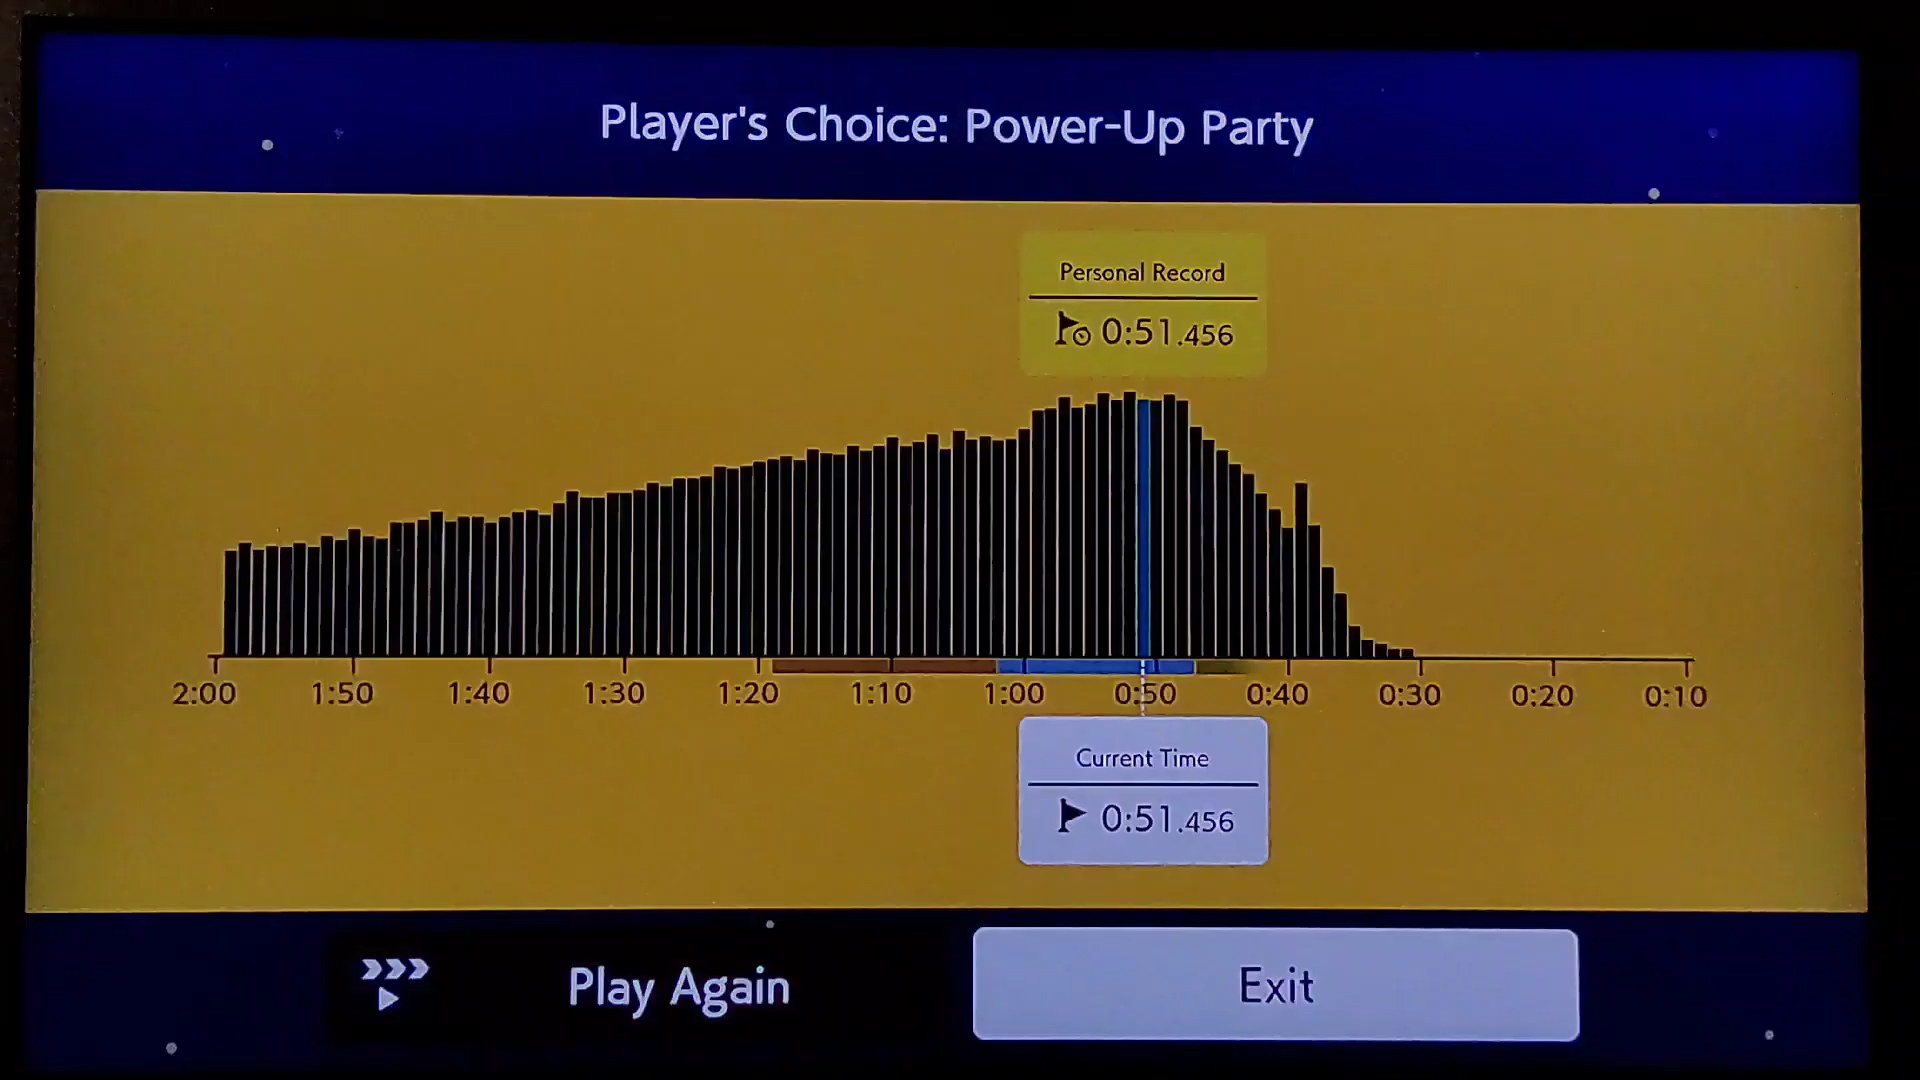 Player's Choice: Power-Up Party
Personal Record
0:51.456
2:00 1:50 1:40 1:30 1:20 1:10 1:00 0:50 0:40 0:30 0:20 0:10
Current Time
0:51.456
Play Again
Exit